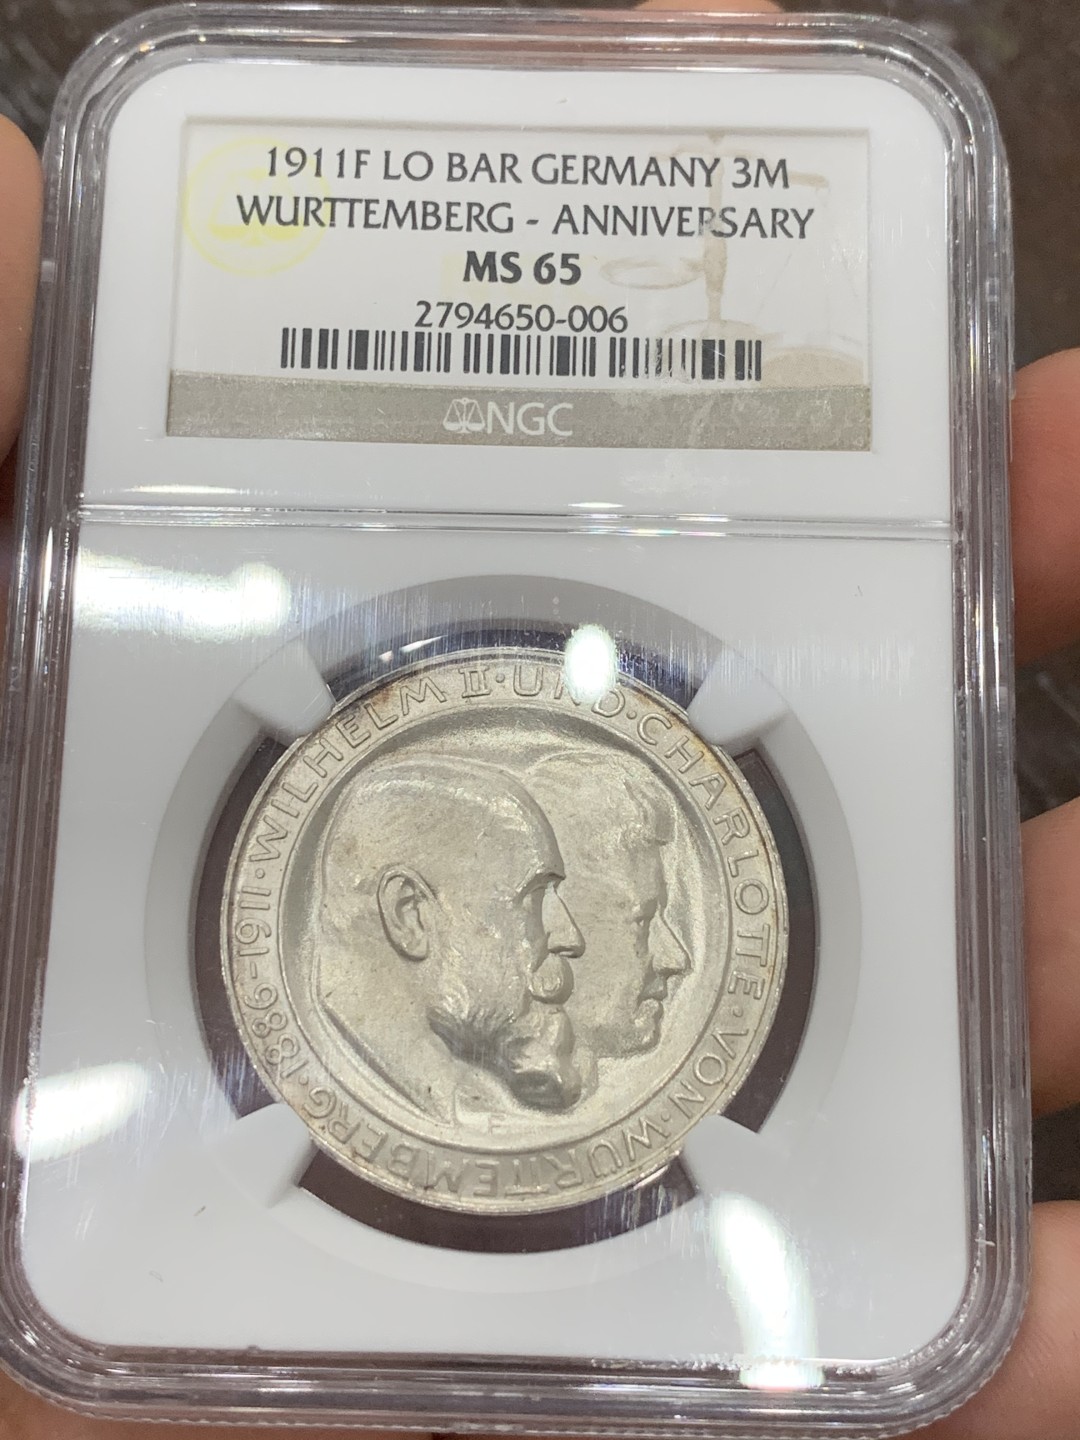 1911F LO BAR GERMANY 3M
WURTTEMBERG - ANNIVERSARY
MS 65
2794650-006
NGC
1886-1911·WILHELM II·UND·CHARLOTTE·VON·WÜRTTEMBERG·
F